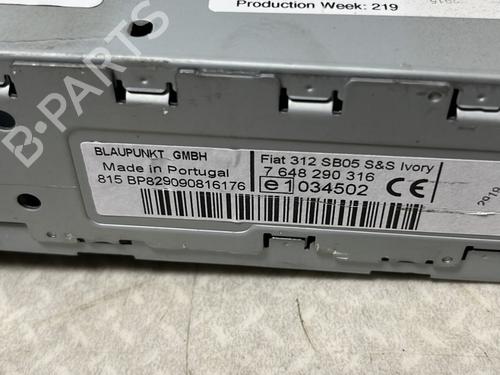 Production Week: 219
B-PARTS
BLAUPUNKT GMBH
Made in Portugal
815 BP829090816176
Fiat 312 SB05 S&S Ivory
7 648 290 316
e1 034502 CE